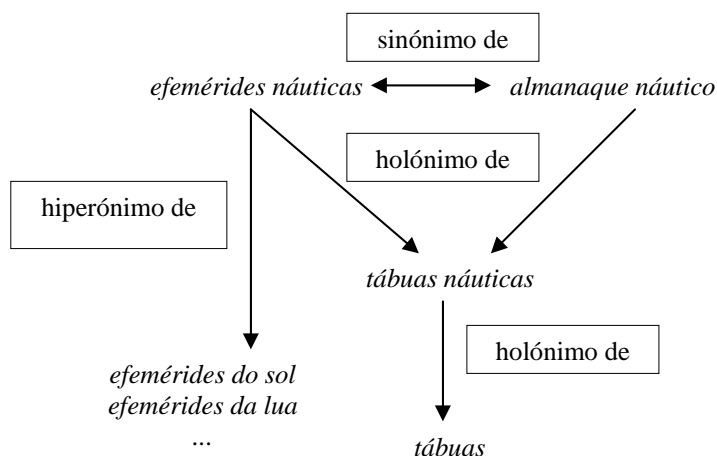 sinónimo de
efemérides náuticas
almanaque náutico
holónimo de
hiperónimo de
tábuas náuticas
holónimo de
efemérides do sol
efemérides da lua
...
tábuas